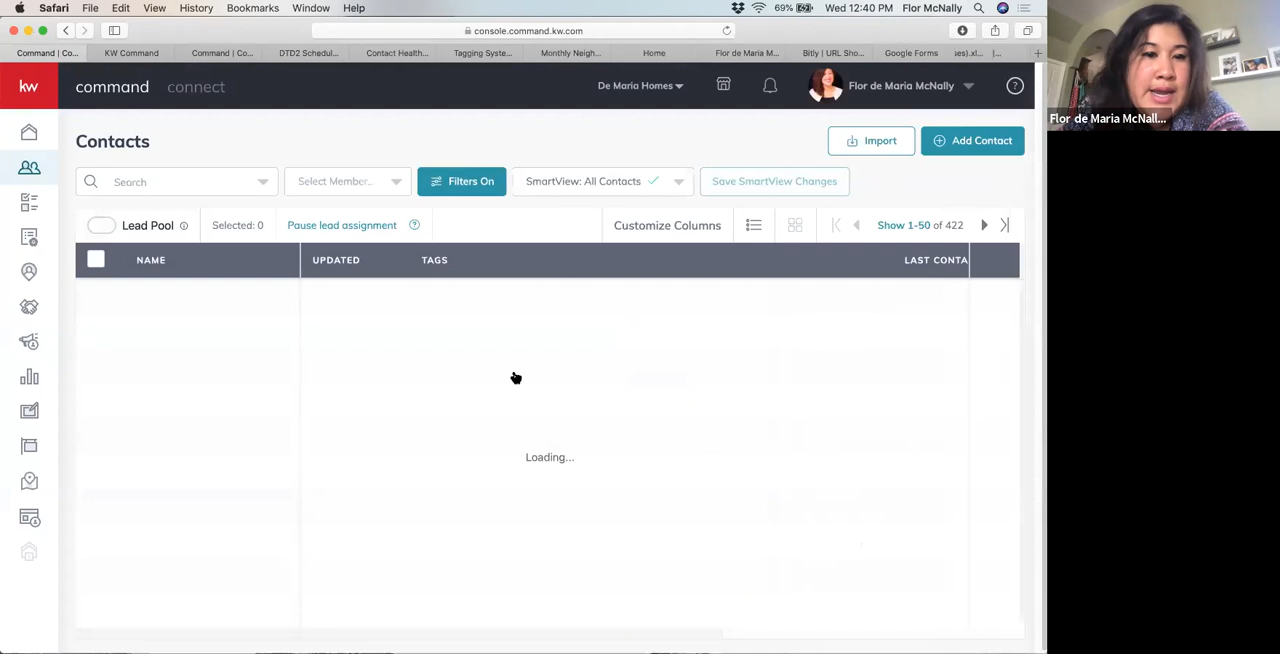 Safari File Edit View History Bookmarks Window Help 69% Wed 12:40 PM Flor McNally
console.command.kw.com
Command | Co... KW Command Command | Co... DTD2 Schedul... Contact Health... Tagging Syste... Monthly Neigh... Home Flor de Maria M... Bitly | URL Sho... Google Forms ses).xl... |...
kw command connect De Maria Homes Flor de Maria McNally ?
Contacts Import Add Contact
Search Select Member... Filters On SmartView: All Contacts Save SmartView Changes
Lead Pool Selected: 0 Pause lead assignment ? Customize Columns Show 1-50 of 422
NAME UPDATED TAGS LAST CONTA
Loading...
Flor de Maria McNall...